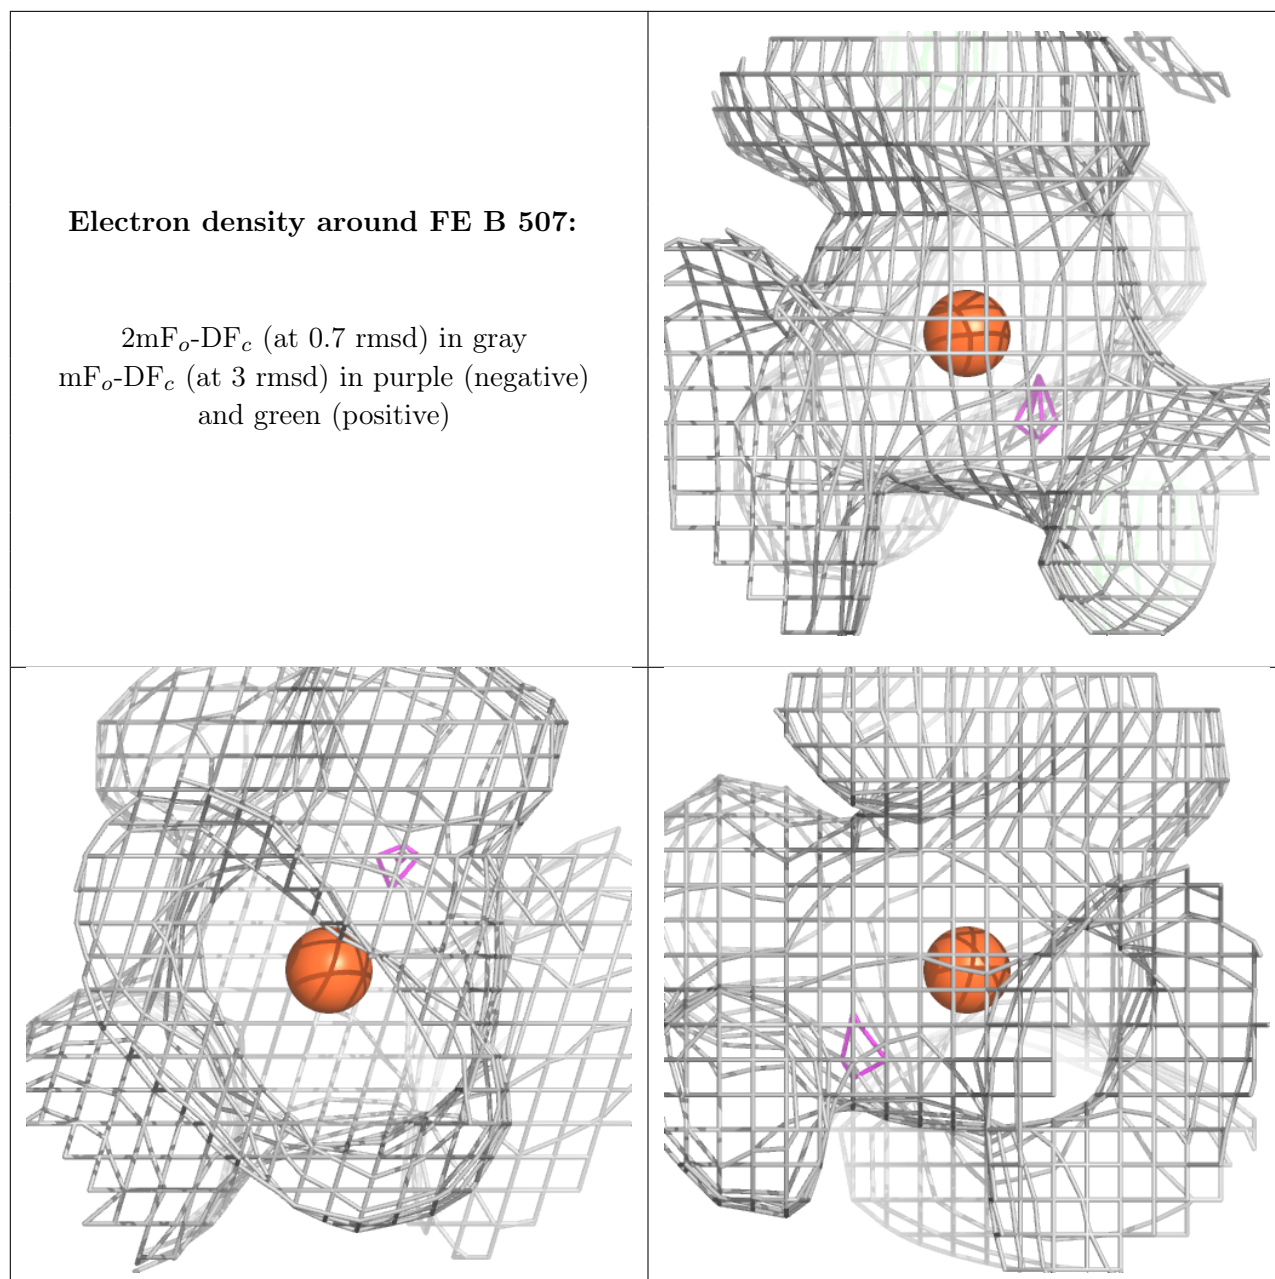 Electron density around FE B 507:
2mFo-DFc (at 0.7 rmsd) in gray
mFo-DFc (at 3 rmsd) in purple (negative)
and green (positive)